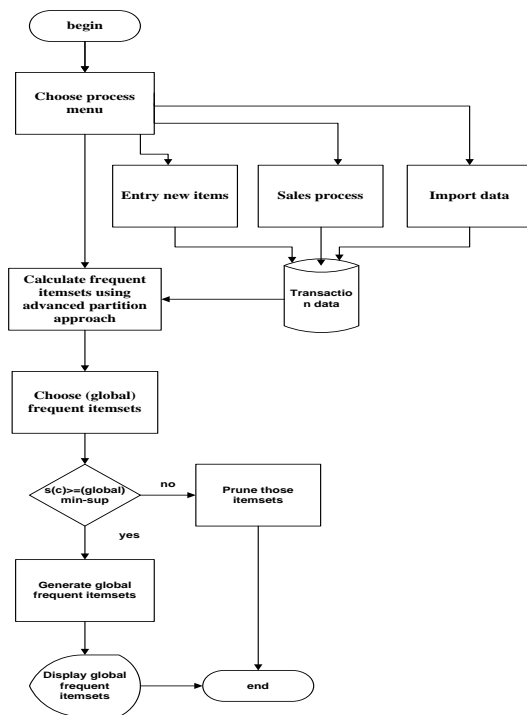 begin
Choose process
menu
Entry new items
Sales process
Import data
Calculate frequent
itemsets using
advanced partition
approach
Transactio
n data
Choose (global)
frequent itemsets
s(c)>=(global)
min-sup
no
Prune those
itemsets
yes
Generate global
frequent itemsets
Display global
frequent
itemsets
end